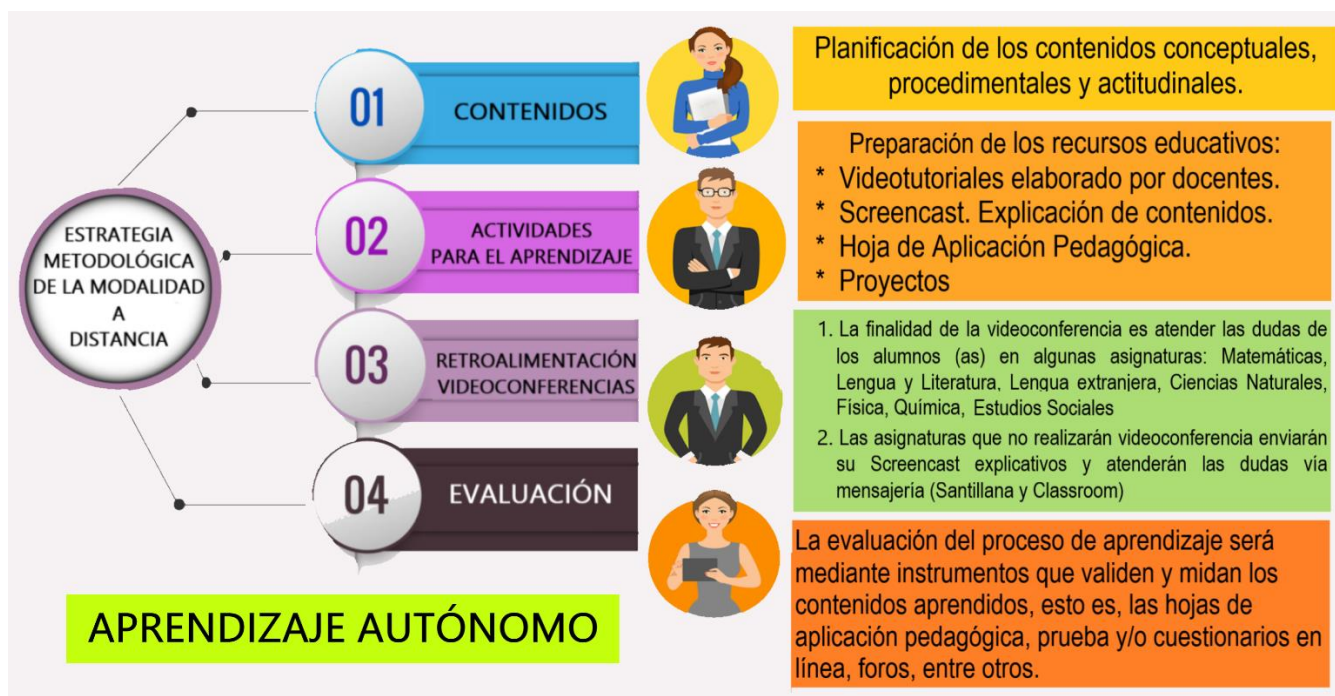 ESTRATEGIA
METODOLÓGICA
DE LA MODALIDAD
A
DISTANCIA
01
CONTENIDOS
Planificación de los contenidos conceptuales,
procedimentales y actitudinales.
02
ACTIVIDADES
PARA EL APRENDIZAJE
Preparación de los recursos educativos:
* Videotutoriales elaborado por docentes.
* Screencast. Explicación de contenidos.
* Hoja de Aplicación Pedagógica.
* Proyectos
03
RETROALIMENTACIÓN
VIDEOCONFERENCIAS
1. La finalidad de la videoconferencia es atender las dudas de
los alumnos (as) en algunas asignaturas: Matemáticas,
Lengua y Literatura, Lengua extranjera, Ciencias Naturales,
Física, Química, Estudios Sociales
2. Las asignaturas que no realizarán videoconferencia enviarán
su Screencast explicativos y atenderán las dudas vía
mensajería (Santillana y Classroom)
04
EVALUACIÓN
La evaluación del proceso de aprendizaje será
mediante instrumentos que validen y midan los
contenidos aprendidos, esto es, las hojas de
aplicación pedagógica, prueba y/o cuestionarios en
línea, foros, entre otros.
APRENDIZAJE AUTÓNOMO